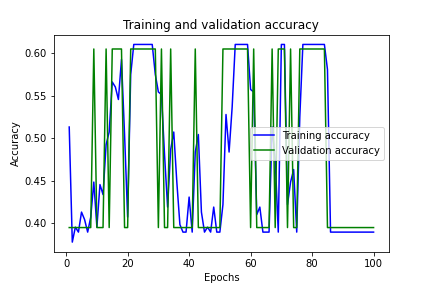 Training and validation accuracy
0.60
0.55
0.50
0.45
0.40
Accuracy
Training accuracy
Validation accuracy
0
20
40
60
80
100
Epochs